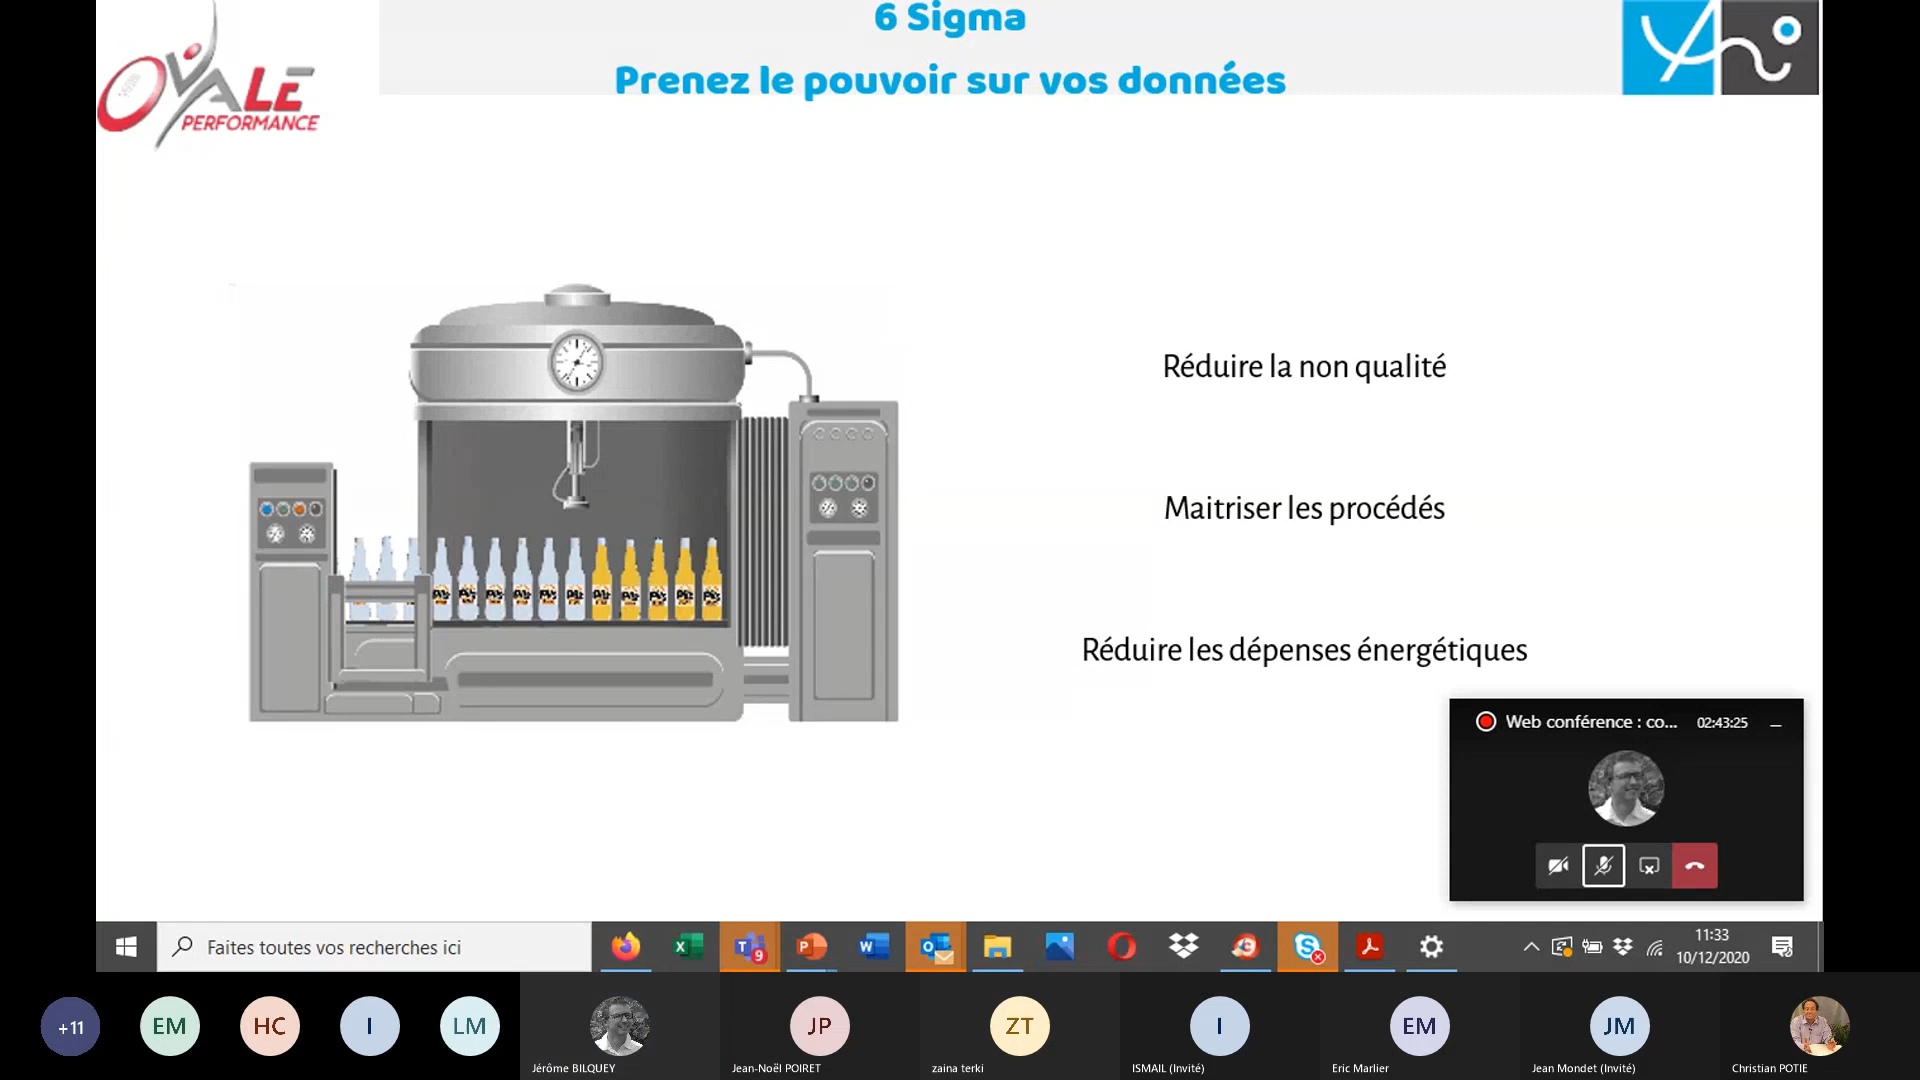 OVALE
PERFORMANCE
6 Sigma
Prenez le pouvoir sur vos données
Réduire la non qualité
Maitriser les procédés
Réduire les dépenses énergétiques
Web conférence : co...
02:43:25
Faites toutes vos recherches ici
9
11:33
10/12/2020
+11
EM
HC
I
LM
JP
ZT
I
EM
JM
Jérôme BILQUEY
Jean-Noël POIRET
zaina terki
ISMAIL (Invité)
Eric Marlier
Jean Mondet (Invité)
Christian POTIE